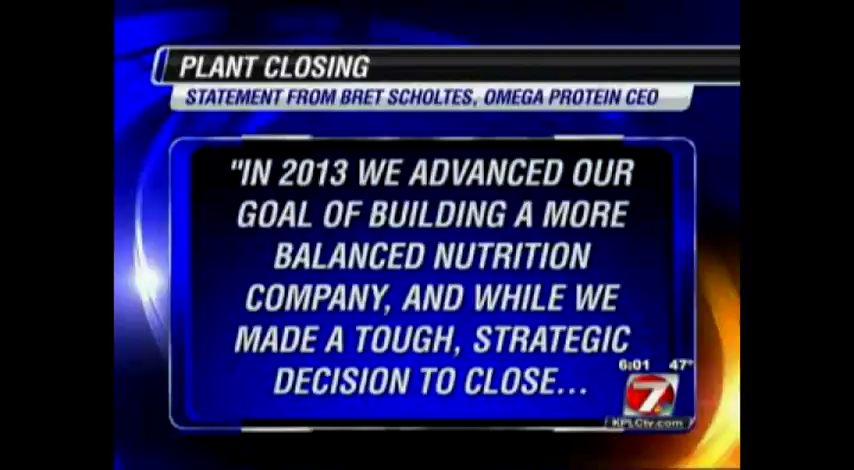 PLANT CLOSING
STATEMENT FROM BRET SCHOLTES, OMEGA PROTEIN CEO
"IN 2013 WE ADVANCED OUR
GOAL OF BUILDING A MORE
BALANCED NUTRITION
COMPANY, AND WHILE WE
MADE A TOUGH, STRATEGIC
DECISION TO CLOSE...
6:01 47°
7
KPLCtv.com